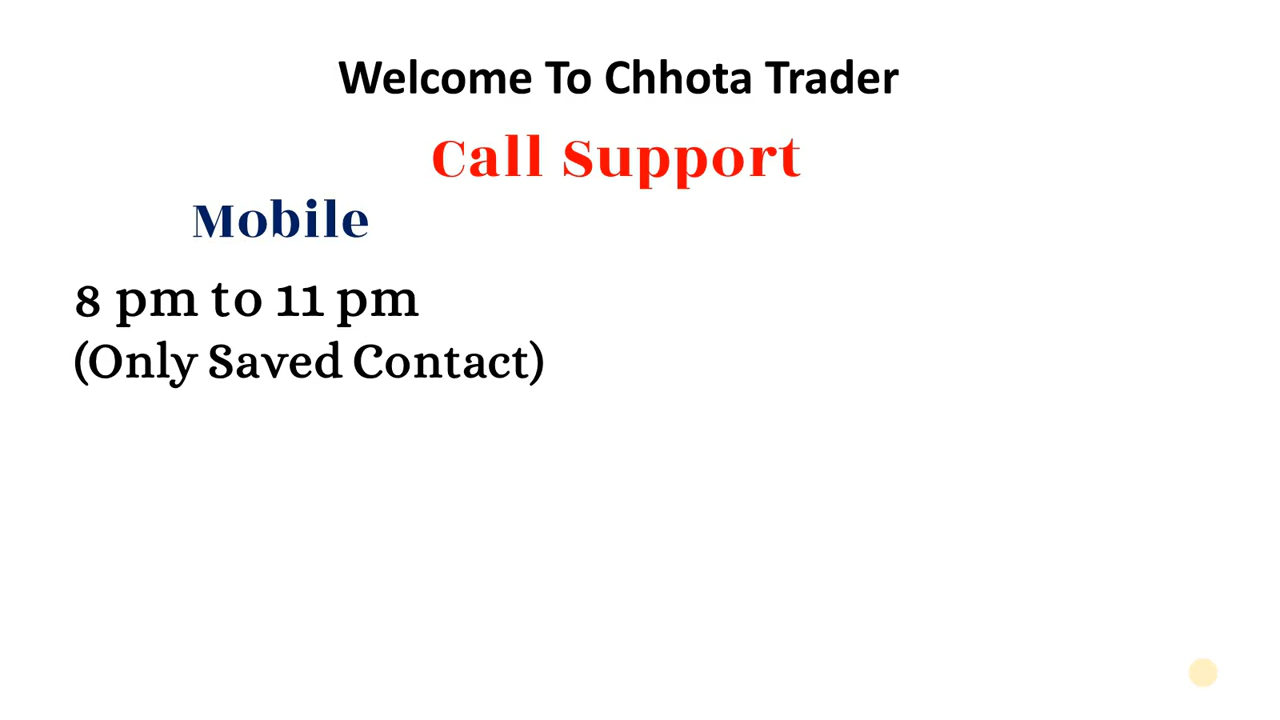 Welcome To Chhota Trader
Call Support
Mobile
8 pm to 11 pm
(Only Saved Contact)